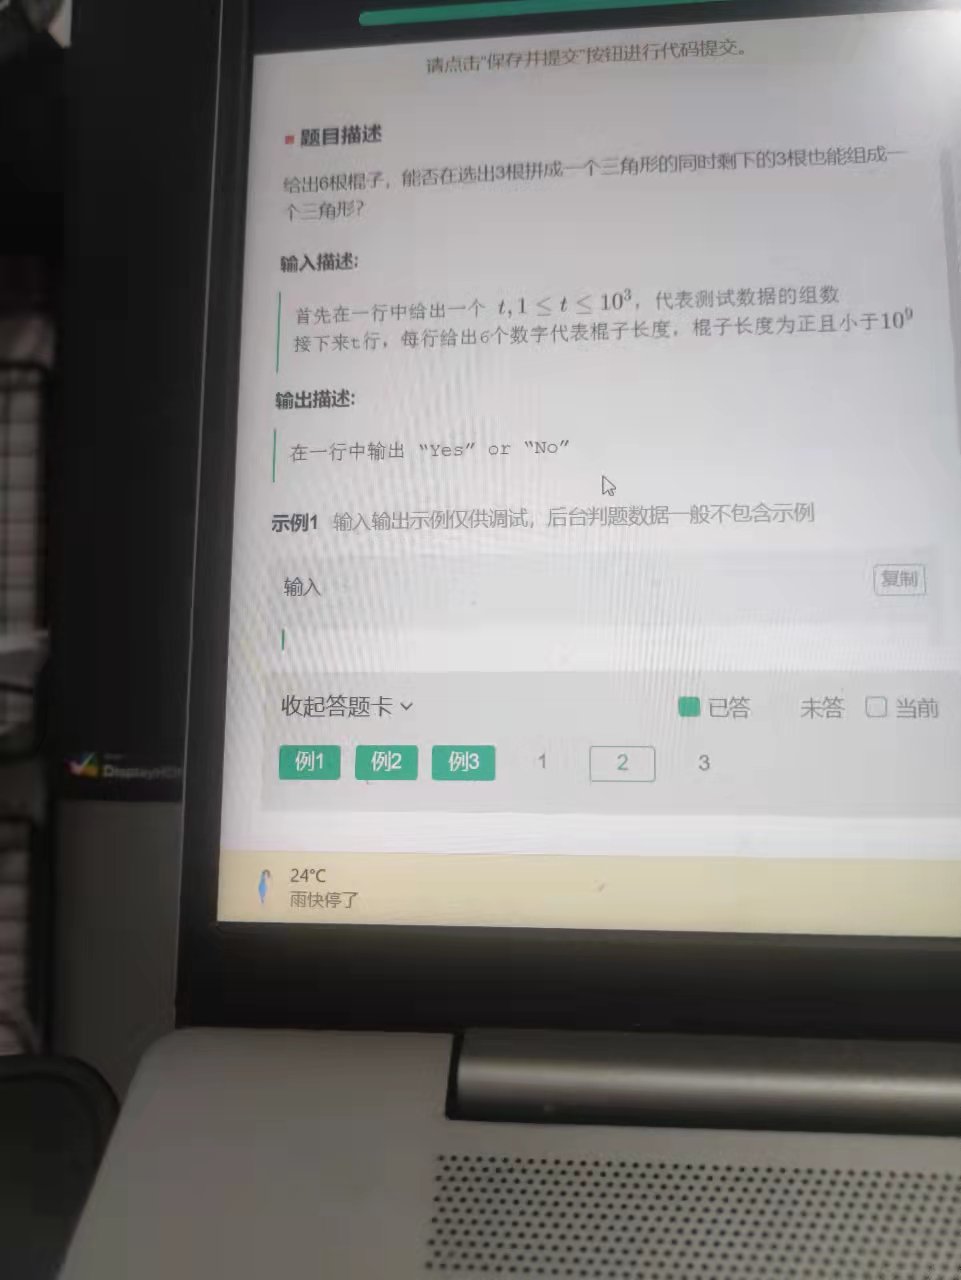 请点击“保存并提交”按钮进行代码提交。
题目描述
给出6根棍子，能否在选出3根拼成一个三角形的同时剩下的3根也能组成一
个三角形？
输入描述:
首先在一行中给出一个 t, 1 ≤ t ≤ 10³，代表测试数据的组数
接下来t行，每行给出6个数字代表棍子长度，棍子长度为正且小于10⁹
输出描述:
在一行中输出 “Yes” or “No”
示例1 输入输出示例仅供调试，后台判题数据一般不包含示例
输入 复制
收起答题卡 已答 未答 当前
例1 例2 例3 1 2 3
24°C
雨快停了